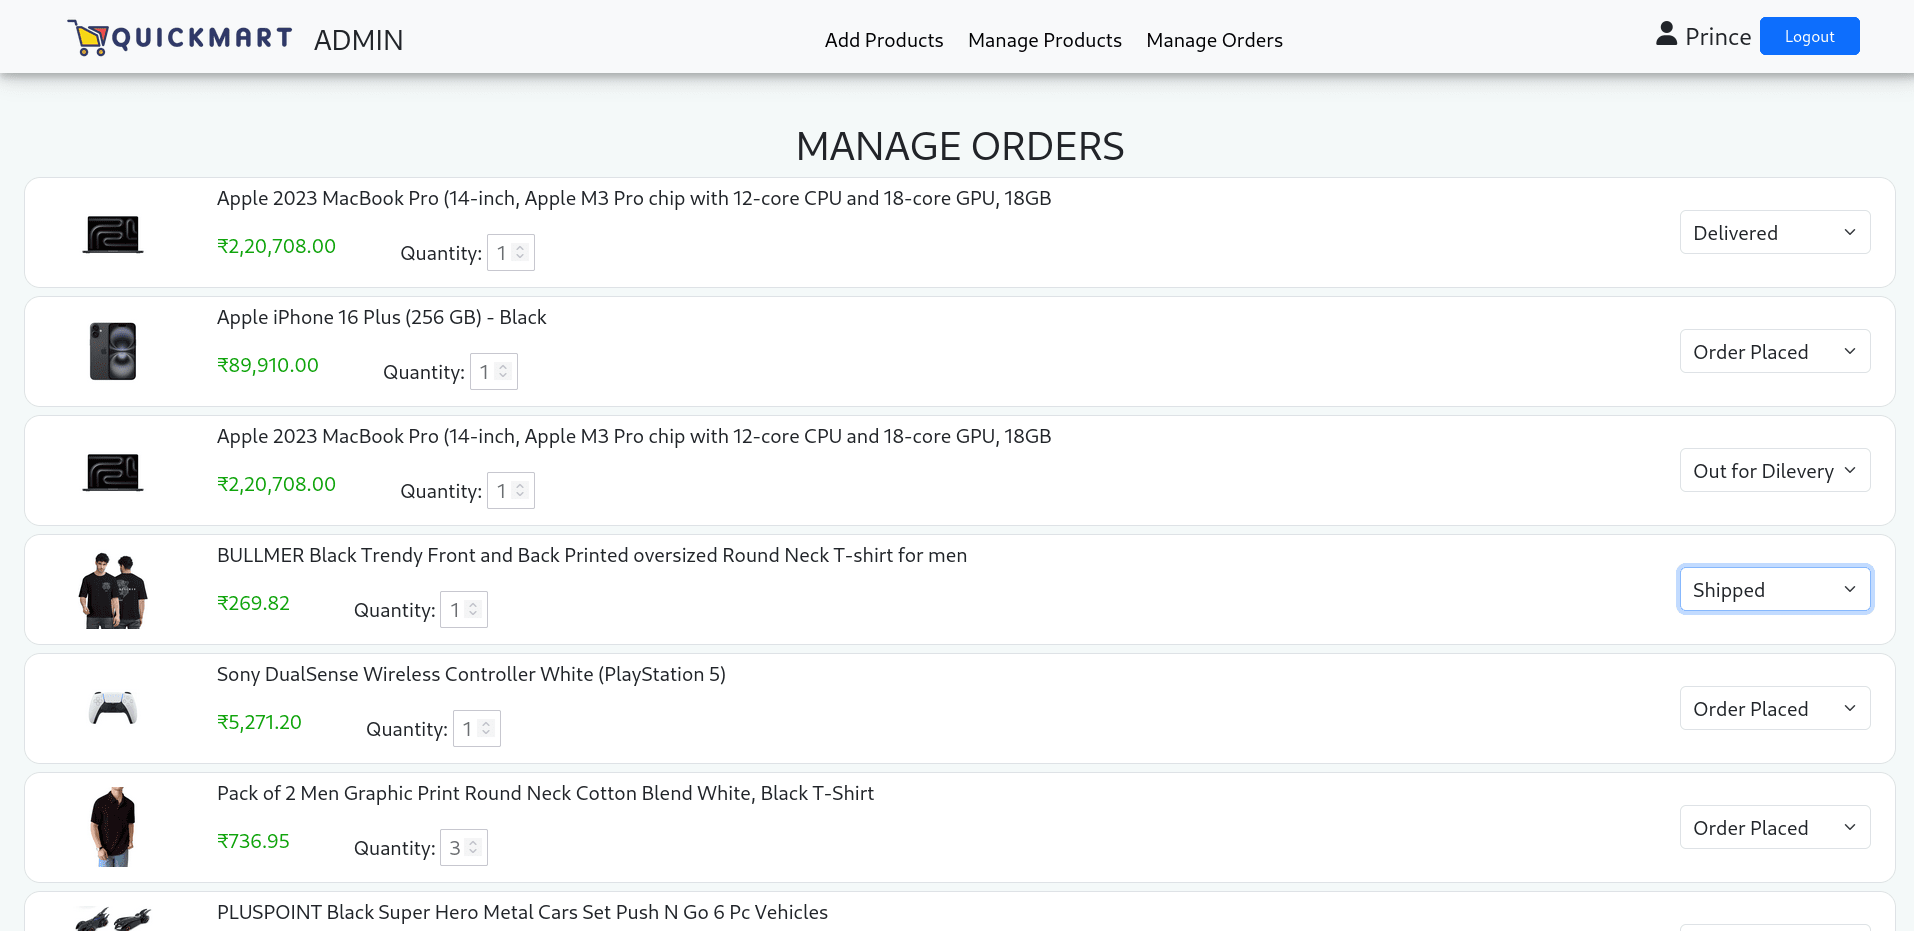 QUICKMART ADMIN
Add Products Manage Products Manage Orders
Prince Logout
MANAGE ORDERS
Apple 2023 MacBook Pro (14-inch, Apple M3 Pro chip with 12-core CPU and 18-core GPU, 18GB
₹2,20,708.00 Quantity: 1
Delivered
Apple iPhone 16 Plus (256 GB) - Black
₹89,910.00 Quantity: 1
Order Placed
Apple 2023 MacBook Pro (14-inch, Apple M3 Pro chip with 12-core CPU and 18-core GPU, 18GB
₹2,20,708.00 Quantity: 1
Out for Dilevery
BULLMER Black Trendy Front and Back Printed oversized Round Neck T-shirt for men
₹269.82 Quantity: 1
Shipped
Sony DualSense Wireless Controller White (PlayStation 5)
₹5,271.20 Quantity: 1
Order Placed
Pack of 2 Men Graphic Print Round Neck Cotton Blend White, Black T-Shirt
₹736.95 Quantity: 3
Order Placed
PLUSPOINT Black Super Hero Metal Cars Set Push N Go 6 Pc Vehicles